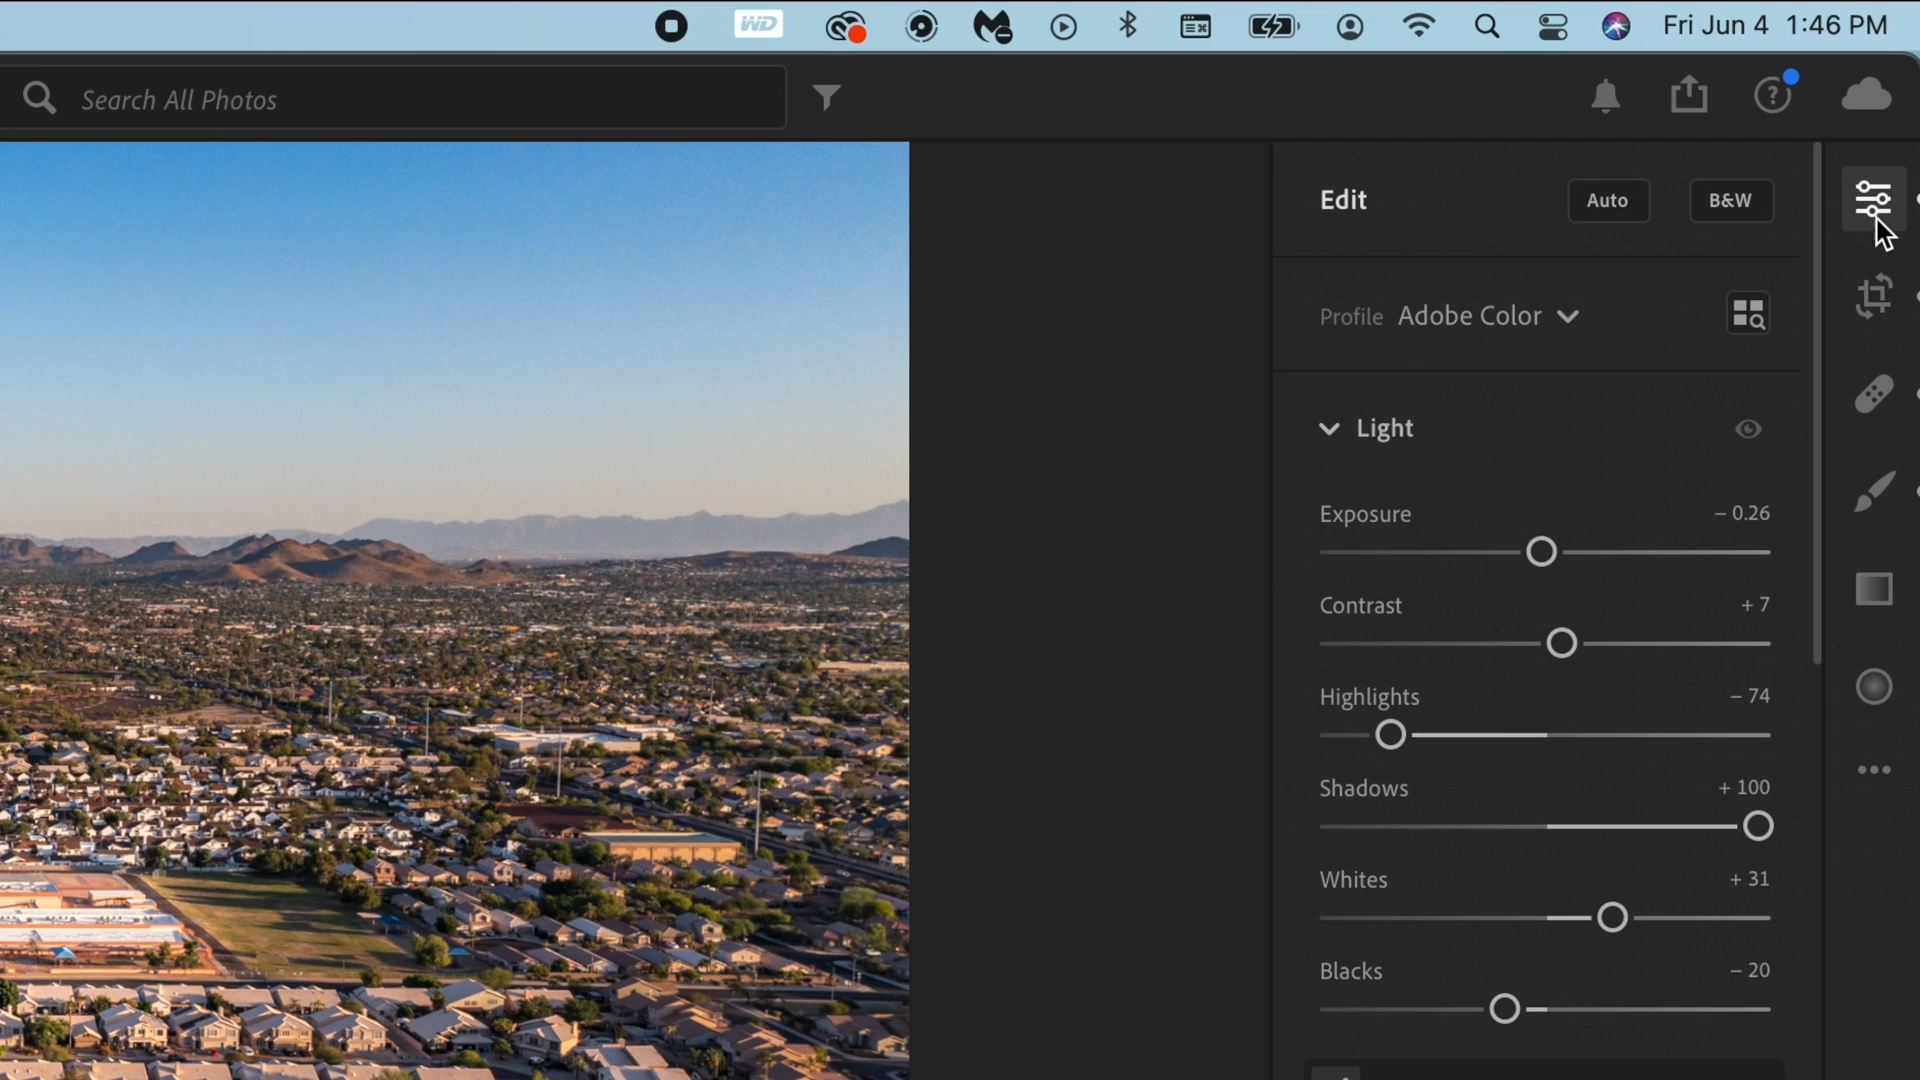 WD
Fri Jun 4 1:46 PM
Search All Photos
?
Edit Auto B&W
Profile Adobe Color
Light
Exposure – 0.26
Contrast + 7
Highlights – 74
Shadows + 100
Whites + 31
Blacks – 20